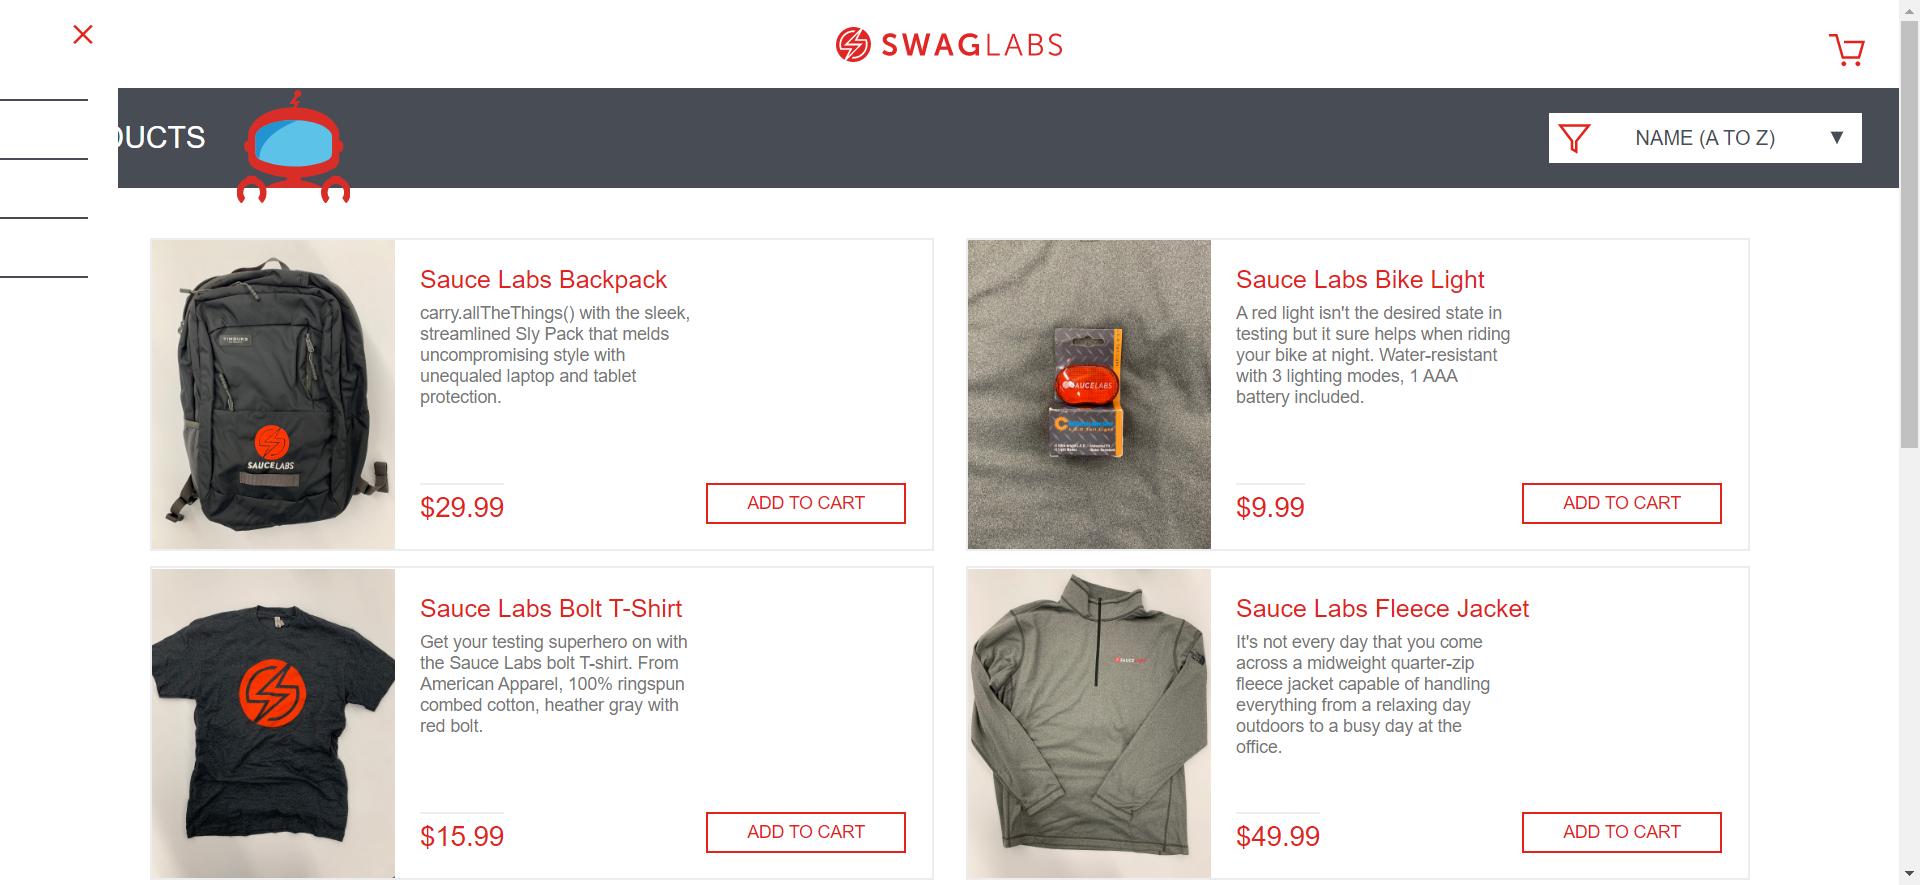 SWAGLABS
DUCTS
NAME (A TO Z)
Sauce Labs Backpack
carry.allTheThings() with the sleek,
streamlined Sly Pack that melds
uncompromising style with
unequaled laptop and tablet
protection.
$29.99
ADD TO CART
SAUCELABS
Sauce Labs Bike Light
A red light isn't the desired state in
testing but it sure helps when riding
your bike at night. Water-resistant
with 3 lighting modes, 1 AAA
battery included.
$9.99
ADD TO CART
SAUCELABS
Sauce Labs Bolt T-Shirt
Get your testing superhero on with
the Sauce Labs bolt T-shirt. From
American Apparel, 100% ringspun
combed cotton, heather gray with
red bolt.
$15.99
ADD TO CART
Sauce Labs Fleece Jacket
It's not every day that you come
across a midweight quarter-zip
fleece jacket capable of handling
everything from a relaxing day
outdoors to a busy day at the
office.
$49.99
ADD TO CART